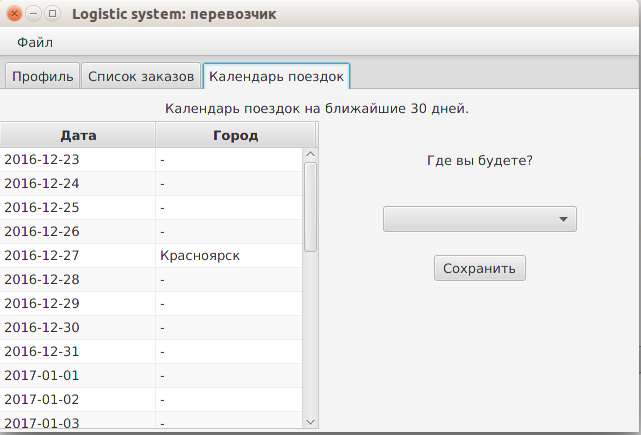 Logistic system: перевозчик
Файл
Профиль Список заказов Календарь поездок
Календарь поездок на ближайшие 30 дней.
Дата Город
2016-12-23 -
2016-12-24 -
2016-12-25 -
2016-12-26 -
2016-12-27 Красноярск
2016-12-28 -
2016-12-29 -
2016-12-30 -
2016-12-31 -
2017-01-01 -
2017-01-02 -
2017-01-03 -
Где вы будете?
Сохранить